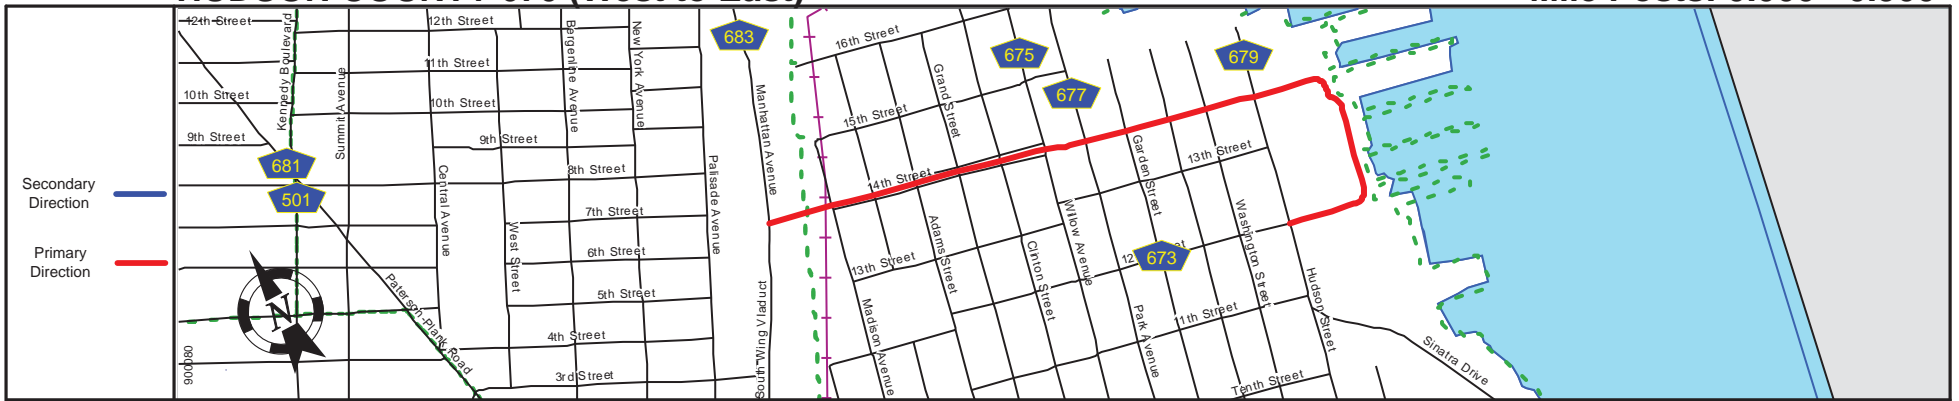 Secondary
Direction
Primary
Direction
12th Street
10th Street
9th Street
Kennedy Boulevard
Summit Avenue
12th Street
11th Street
10th Street
9th Street
8th Street
7th Street
6th Street
5th Street
4th Street
3rd Street
Central Avenue
West Street
Bergenline Avenue
New York Avenue
Palisade Avenue
Manhattan Avenue
South Wing Viaduct
Paterson Plank Road
681
501
683
N
900080
16th Street
15th Street
14th Street
13th Street
Grand Street
Adams Street
Madison Avenue
Clinton Street
Willow Avenue
Park Avenue
Garden Street
Washington Street
Hudson Street
13th Street
11th Street
Tenth Street
Sinatra Drive
675
677
679
673